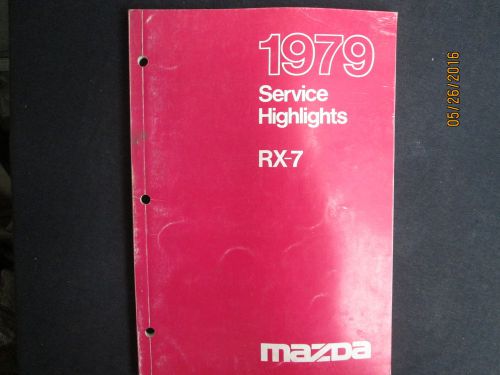 1979
Service
Highlights
RX-7
mazda
05/26/2016